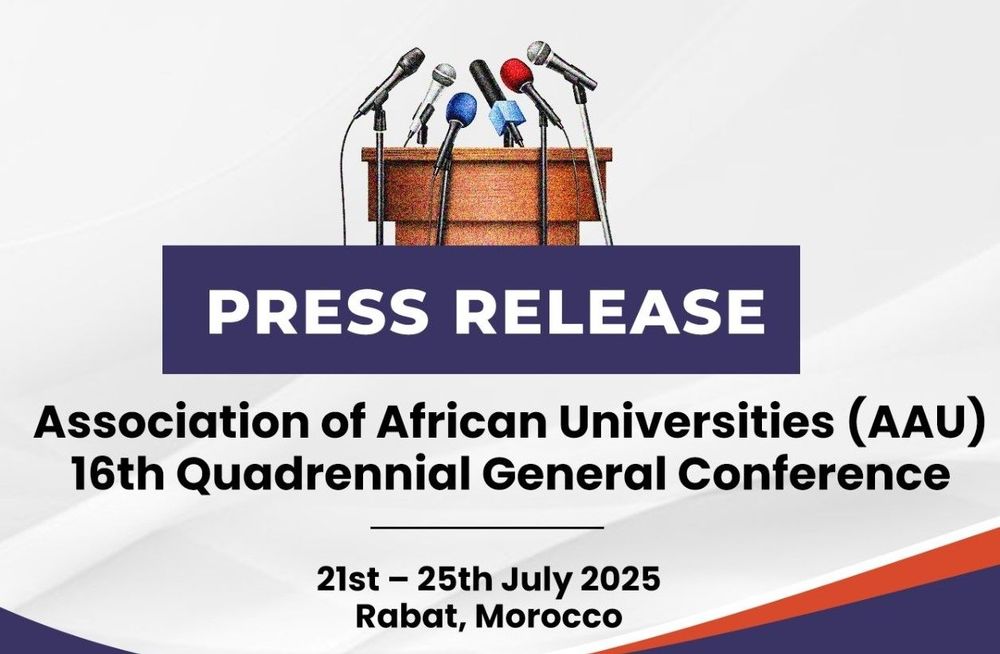 PRESS RELEASE
Association of African Universities (AAU)
16th Quadrennial General Conference
21st – 25th July 2025
Rabat, Morocco